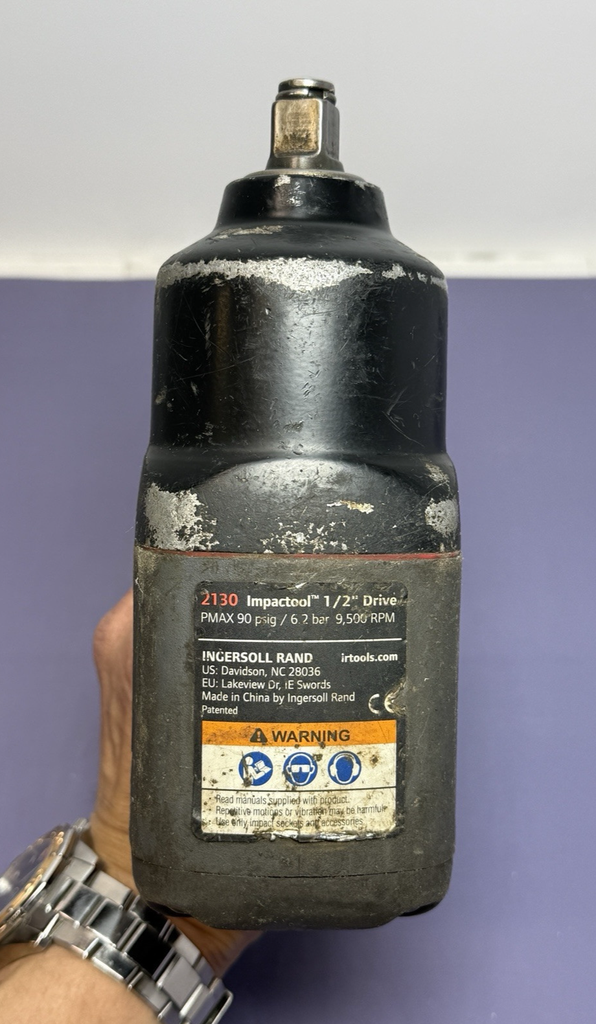 2130 Impactool™ 1/2" Drive
PMAX 90 psig / 6.2 bar 9,500 RPM
INGERSOLL RAND irtools.com
US: Davidson, NC 28036
EU: Lakeview Dr, IE Swords
Made in China by Ingersoll Rand
Patented
CE
WARNING
- Read manuals supplied with product.
- Repetitive motions or vibration may be harmful.
- Use only impact sockets and accessories.